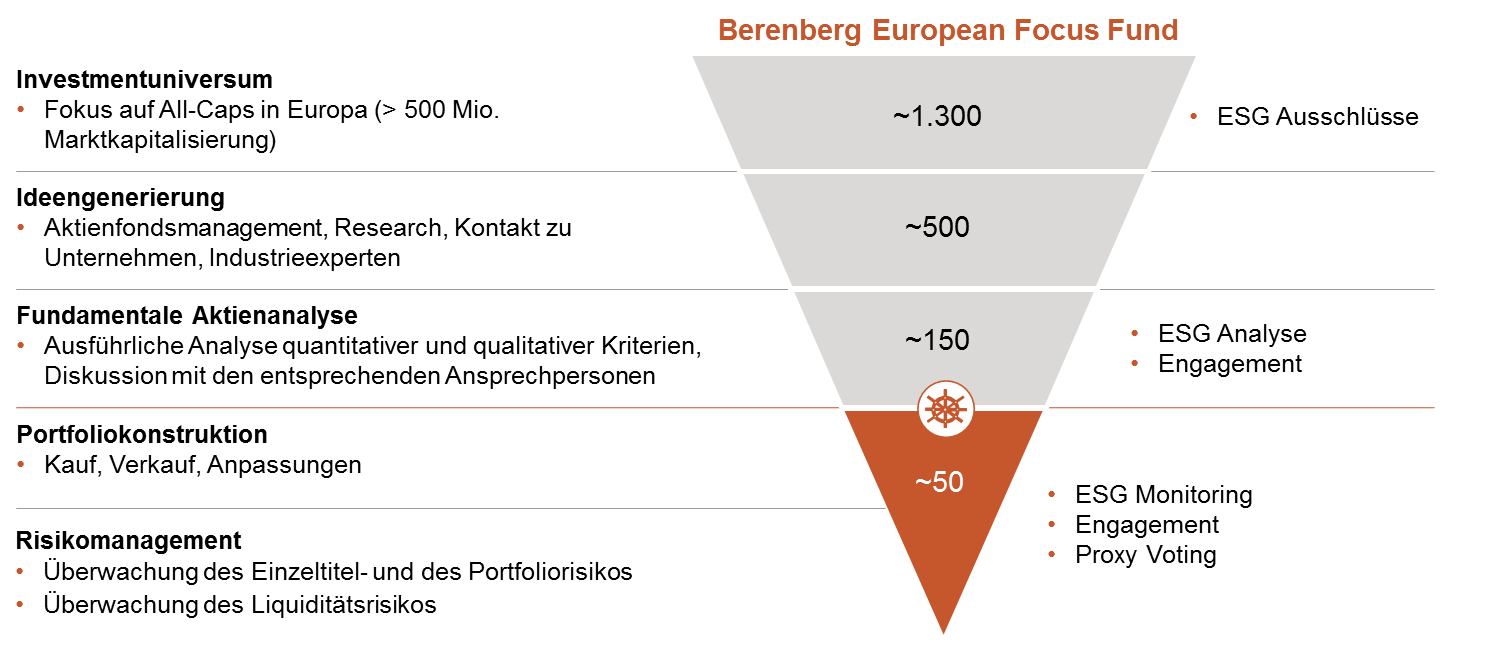 Berenberg European Focus Fund
Investmentuniversum
• Fokus auf All-Caps in Europa (> 500 Mio.
Marktkapitalisierung)
~1.300
• ESG Ausschlüsse
Ideengenerierung
• Aktienfondsmanagement, Research, Kontakt zu
Unternehmen, Industrieexperten
~500
Fundamentale Aktienanalyse
• Ausführliche Analyse quantitativer und qualitativer Kriterien,
Diskussion mit den entsprechenden Ansprechpersonen
~150
• ESG Analyse
• Engagement
Portfoliokonstruktion
• Kauf, Verkauf, Anpassungen
~50
• ESG Monitoring
• Engagement
• Proxy Voting
Risikomanagement
• Überwachung des Einzeltitel- und des Portfoliorisikos
• Überwachung des Liquiditätsrisikos